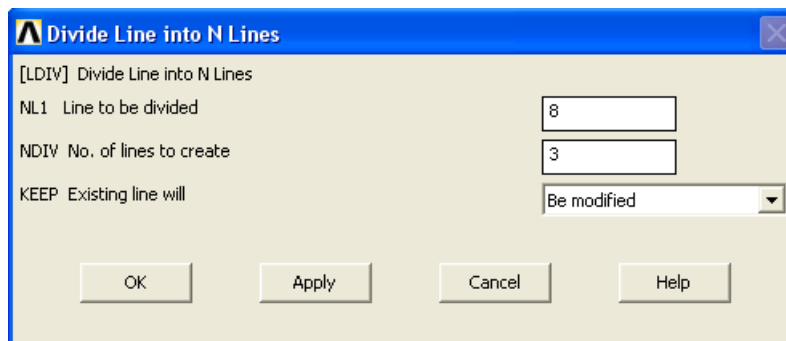 Divide Line into N Lines
[LDIV] Divide Line into N Lines
NL1 Line to be divided 8
NDIV No. of lines to create 3
KEEP Existing line will Be modified
OK Apply Cancel Help